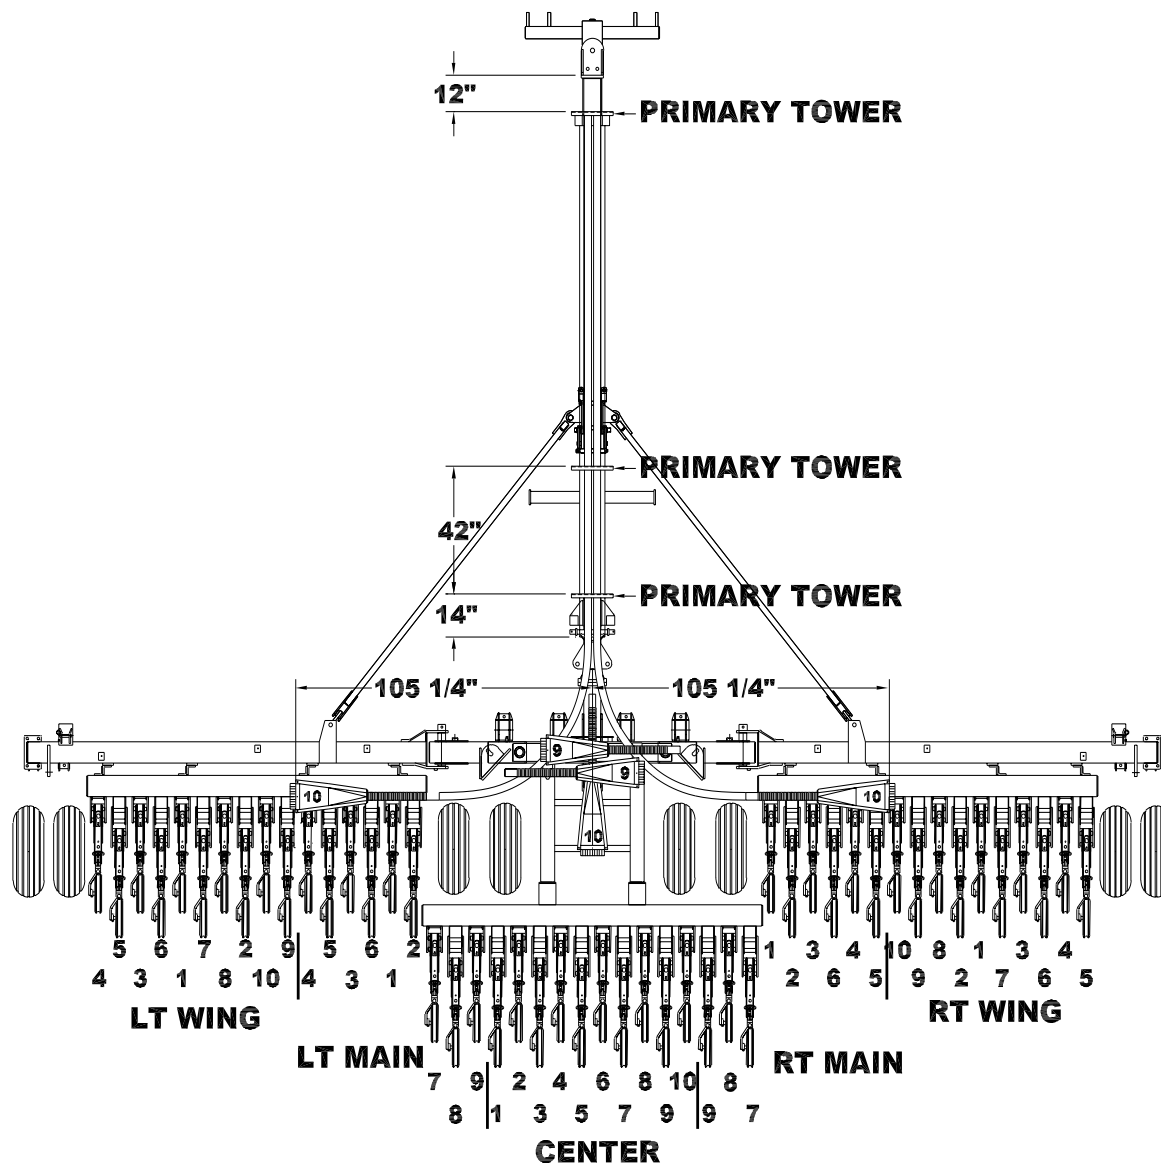 12"
PRIMARY TOWER
PRIMARY TOWER
42"
PRIMARY TOWER
14"
105 1/4" 105 1/4"
9
9
10 10
10
5 6 7 2 9 5 6 2 1 3 4 10 8 1 3 4
4 3 1 8 10 4 3 1 2 6 5 9 2 7 6 5
LT WING RT WING
LT MAIN RT MAIN
7 9 2 4 6 8 10 8
8 1 3 5 7 9 9 7
CENTER